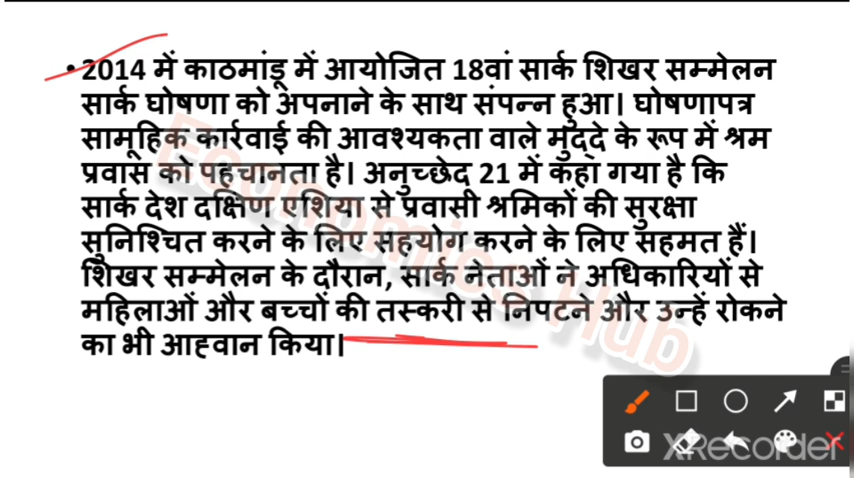 • 2014 में काठमांडू में आयोजित 18वां सार्क शिखर सम्मेलन
सार्क घोषणा को अपनाने के साथ संपन्न हुआ। घोषणापत्र
सामूहिक कार्रवाई की आवश्यकता वाले मुद्दे के रूप में श्रम
प्रवास को पहचानता है। अनुच्छेद 21 में कहा गया है कि
सार्क देश दक्षिण एशिया से प्रवासी श्रमिकों की सुरक्षा
सुनिश्चित करने के लिए सहयोग करने के लिए सहमत हैं।
शिखर सम्मेलन के दौरान, सार्क नेताओं ने अधिकारियों से
महिलाओं और बच्चों की तस्करी से निपटने और उन्हें रोकने
का भी आह्वान किया।
Economics Hub
XRecorder